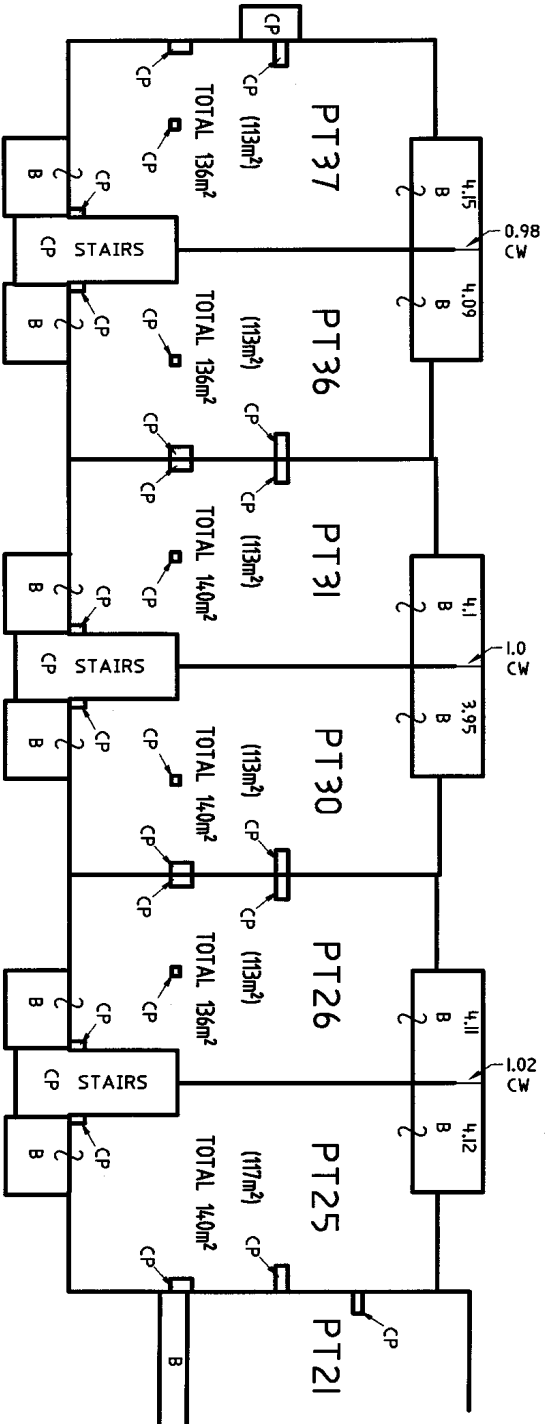 CP
CP
CP
PT37
(113m²)
TOTAL 136m²
CP
4.15
B
B
CP
0.98
CW
CP STAIRS
4.09
B
B
CP
PT36
(113m²)
TOTAL 136m²
CP
CP
CP
CP
CP
PT31
(113m²)
TOTAL 140m²
CP
4.1
B
B
CP
1.0
CW
CP STAIRS
3.95
B
B
CP
PT30
(113m²)
TOTAL 140m²
CP
CP
CP
CP
CP
PT26
(113m²)
TOTAL 136m²
CP
4.11
B
B
CP
1.02
CW
CP STAIRS
4.12
B
B
CP
PT25
(117m²)
TOTAL 140m²
CP
CP
CP
PT21
B